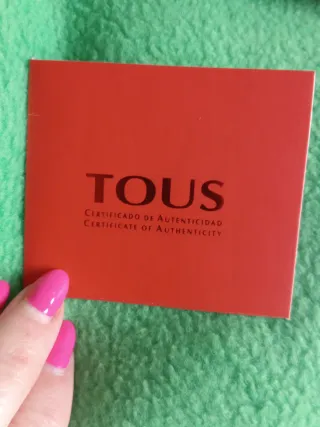 TOUS
CERTIFICADO DE AUTENTICIDAD
CERTIFICATE OF AUTHENTICITY